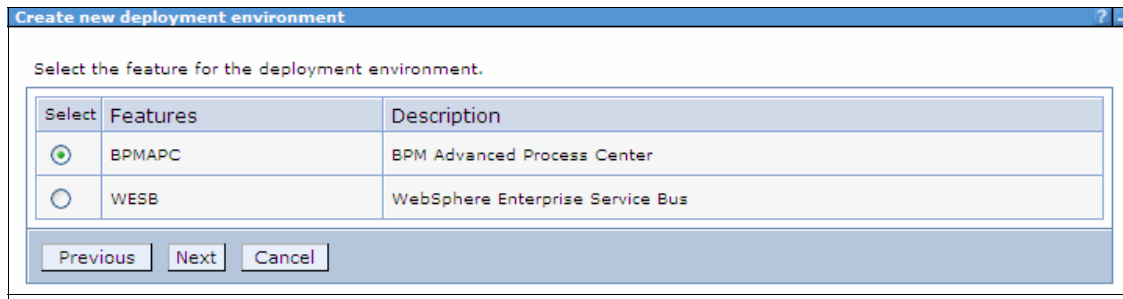 Create new deployment environment ? -
Select the feature for the deployment environment.
Select Features Description
BPMAPC BPM Advanced Process Center
WESB WebSphere Enterprise Service Bus
Previous Next Cancel